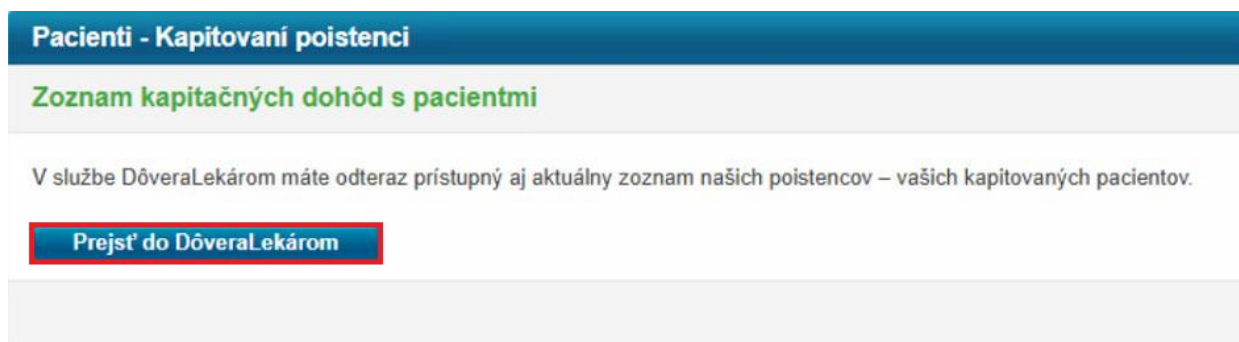 Pacienti - Kapitovaní poistenci
Zoznam kapitačných dohôd s pacientmi
V službe DôveraLekárom máte odteraz prístupný aj aktuálny zoznam našich poistencov – vašich kapitovaných pacientov.
Prejsť do DôveraLekárom